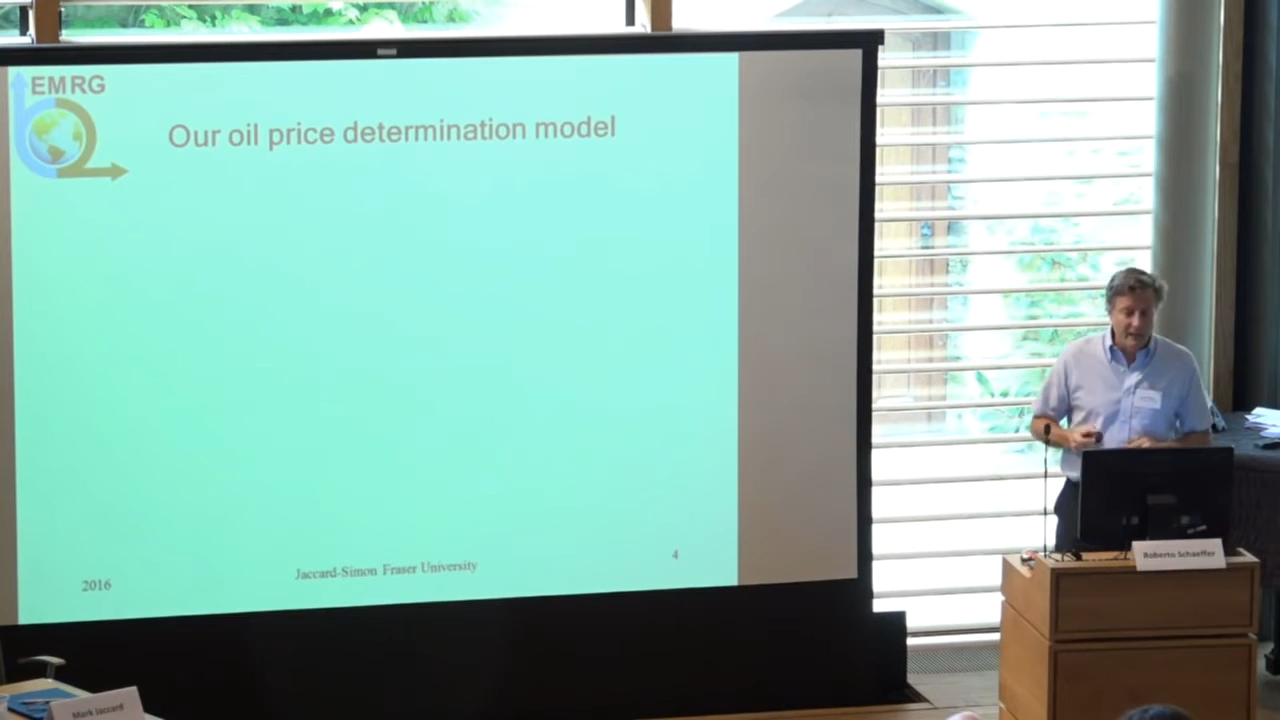 EMRG
Our oil price determination model
2016
Jaccard-Simon Fraser University
4
Roberto Schaeffer
Mark Jaccard